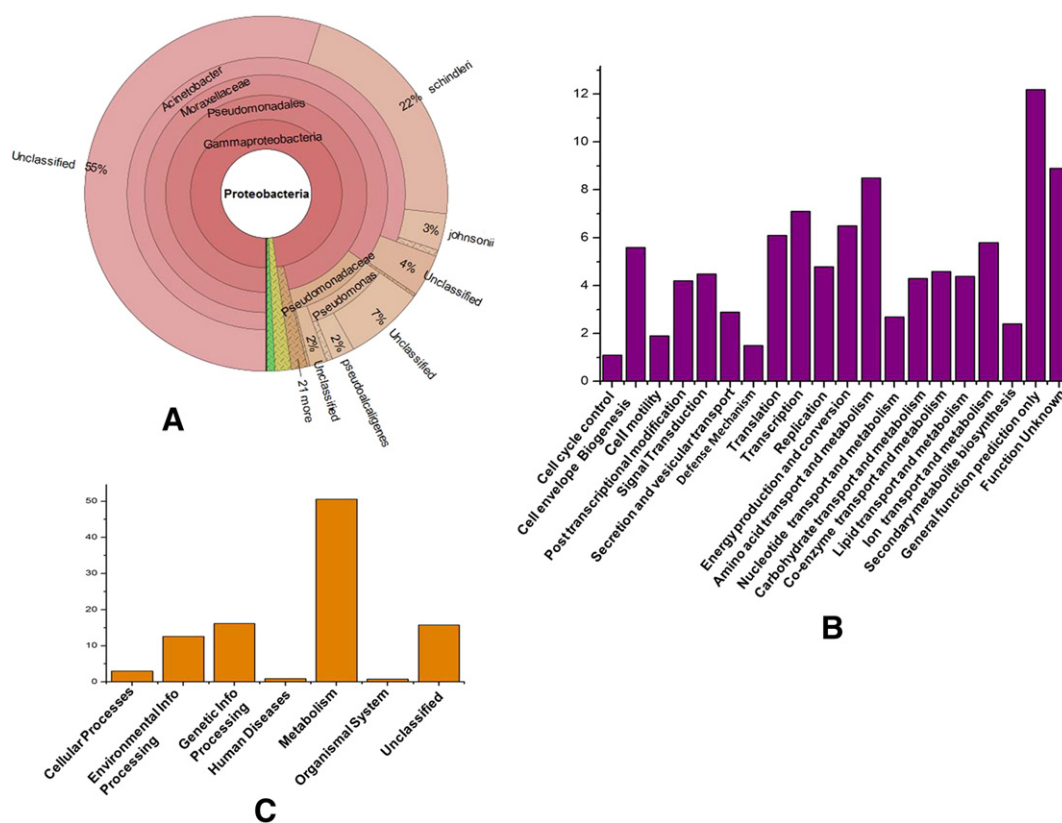 Acinetobacter
Moraxellaceae
Pseudomonadales
Gammaproteobacteria
Proteobacteria
Unclassified 55%
22%
schindleri
3%
johnsonii
4%
Unclassified
Pseudomonadaceae
Pseudomonas
7%
Unclassified
2%
pseudoalcaligenes
2%
Unclassified
21 more
A
12
10
8
6
4
2
0
Cell cycle control
Cell envelope Biogenesis
Cell motility
Post transcriptional modification
Signal Transduction
Secretion and vesicular transport
Defense Mechanism
Translation
Transcription
Replication
Energy production and conversion
Amino acid transport and metabolism
Nucleotide transport and metabolism
Carbohydrate transport and metabolism
Co-enzyme transport and metabolism
Lipid transport and metabolism
Ion transport and metabolism
Secondary metabolite biosynthesis
General function prediction only
Function Unknown
B
50
40
30
20
10
0
Cellular Processes
Environmental Info
Processing
Genetic Info
Processing
Human Diseases
Metabolism
Organismal System
Unclassified
C